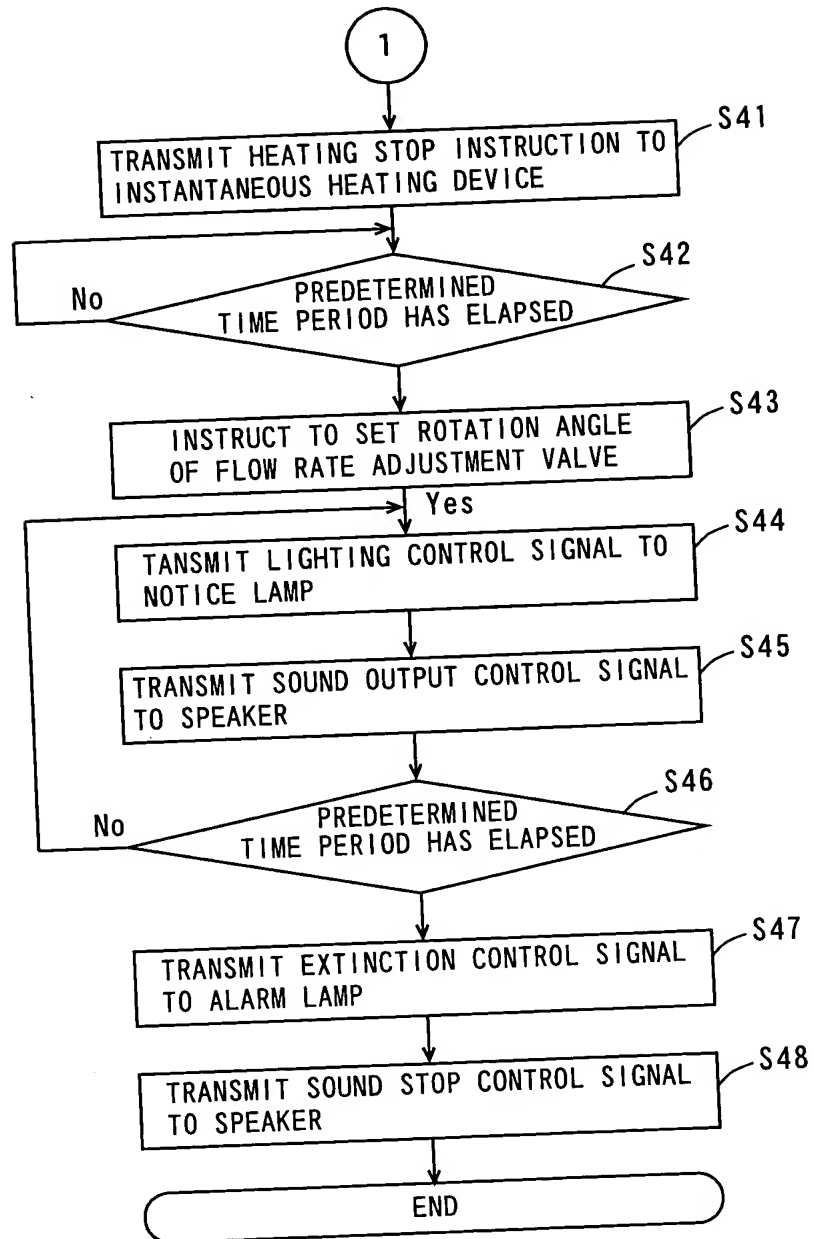 1
S41
TRANSMIT HEATING STOP INSTRUCTION TO
INSTANTANEOUS HEATING DEVICE
S42
No
PREDETERMINED
TIME PERIOD HAS ELAPSED
S43
INSTRUCT TO SET ROTATION ANGLE
OF FLOW RATE ADJUSTMENT VALVE
Yes
S44
TANSMIT LIGHTING CONTROL SIGNAL TO
NOTICE LAMP
S45
TRANSMIT SOUND OUTPUT CONTROL SIGNAL
TO SPEAKER
S46
No
PREDETERMINED
TIME PERIOD HAS ELAPSED
S47
TRANSMIT EXTINCTION CONTROL SIGNAL
TO ALARM LAMP
S48
TRANSMIT SOUND STOP CONTROL SIGNAL
TO SPEAKER
END